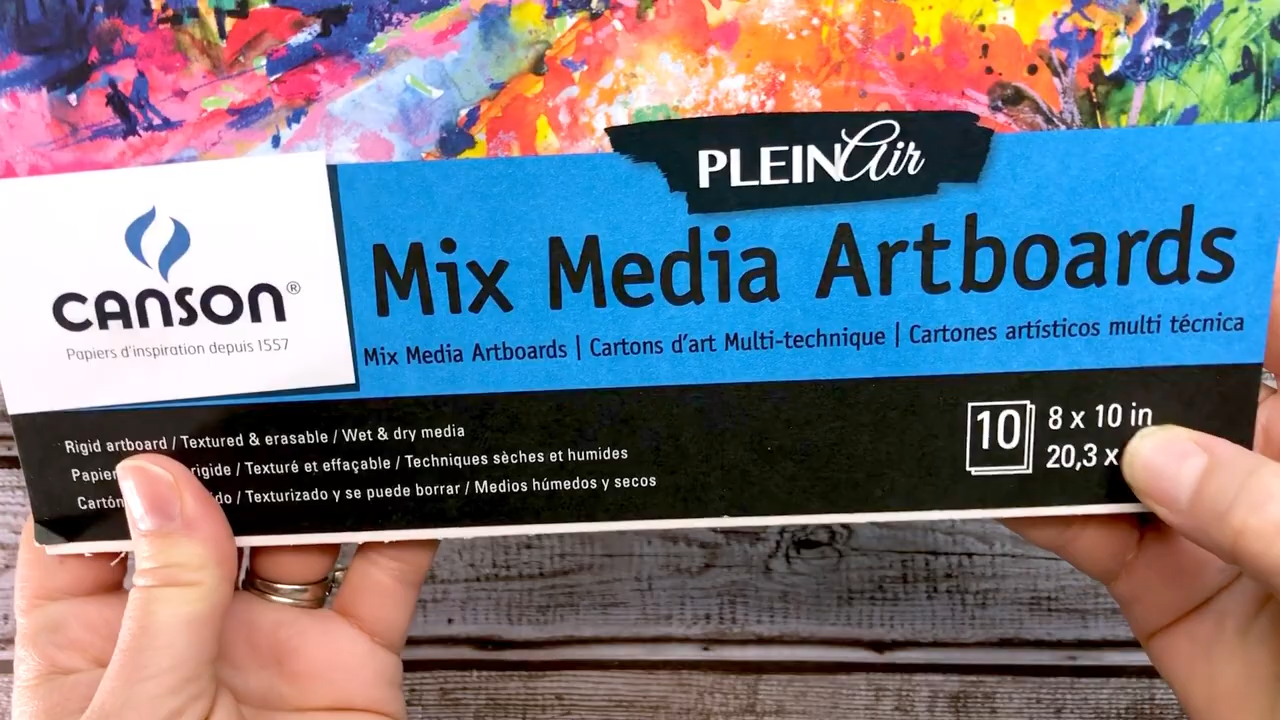 PLEIN Air
CANSON®
Papiers d'inspiration depuis 1557
Mix Media Artboards
Mix Media Artboards | Cartons d'art Multi-technique | Cartones artísticos multi técnica
Rigid artboard / Textured & erasable / Wet & dry media
Papier rigide / Texturé et effaçable / Techniques sèches et humides
Cartón / Texturizado y se puede borrar / Medios húmedos y secos
10
8 x 10 in
20,3 x